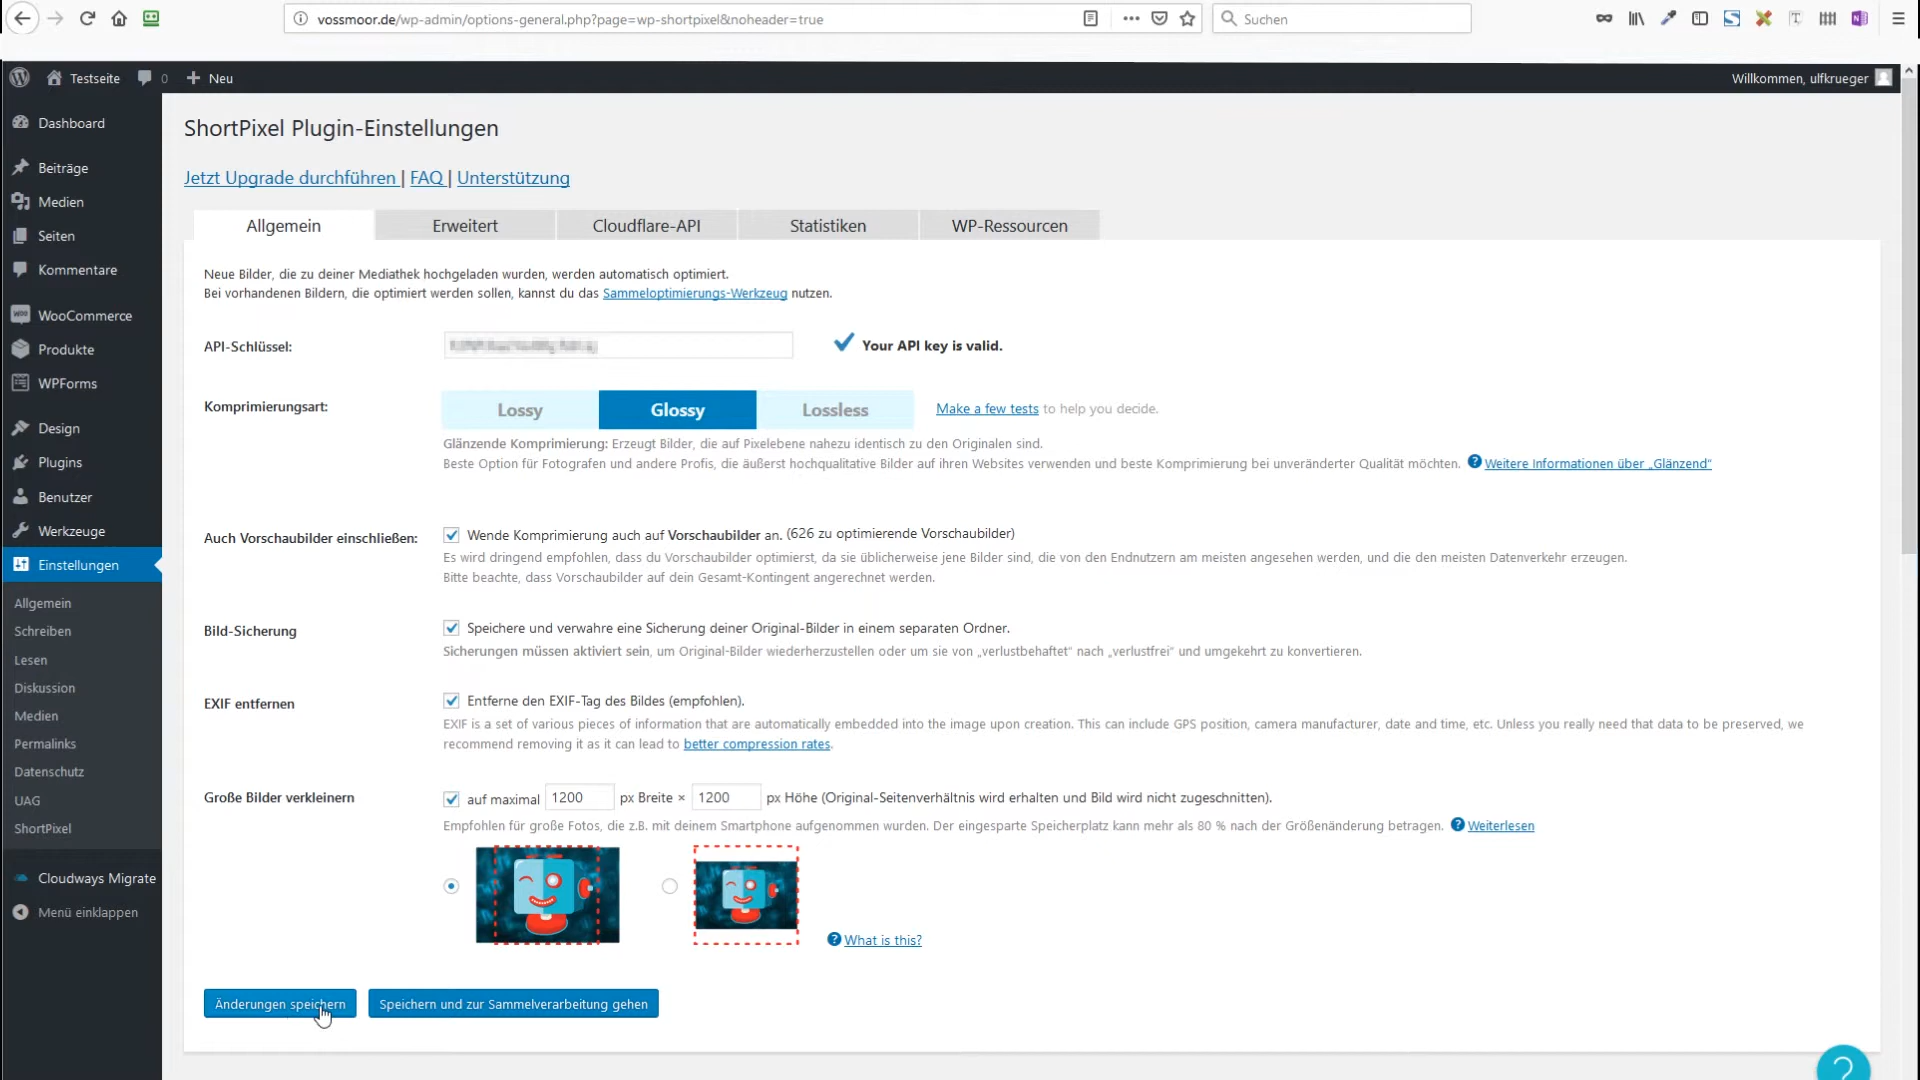 vossmoor.de/wp-admin/options-general.php?page=wp-shortpixel&noheader=true
Suchen
Testseite
0
Neu
Willkommen, ulfkrueger
Dashboard
Beiträge
Medien
Seiten
Kommentare
WooCommerce
Produkte
WPForms
Design
Plugins
Benutzer
Werkzeuge
Einstellungen
Allgemein
Schreiben
Lesen
Diskussion
Medien
Permalinks
Datenschutz
UAG
ShortPixel
Cloudways Migrate
Menü einklappen
ShortPixel Plugin-Einstellungen
Jetzt Upgrade durchführen | FAQ | Unterstützung
Allgemein
Erweitert
Cloudflare-API
Statistiken
WP-Ressourcen
Neue Bilder, die zu deiner Mediathek hochgeladen wurden, werden automatisch optimiert.
Bei vorhandenen Bildern, die optimiert werden sollen, kannst du das Sammeloptimierungs-Werkzeug nutzen.
API-Schlüssel:
Your API key is valid.
Komprimierungsart:
Lossy
Glossy
Lossless
Make a few tests to help you decide.
Glänzende Komprimierung: Erzeugt Bilder, die auf Pixelebene nahezu identisch zu den Originalen sind.
Beste Option für Fotografen und andere Profis, die äußerst hochqualitative Bilder auf ihren Websites verwenden und beste Komprimierung bei unveränderter Qualität möchten. Weitere Informationen über „Glänzend“
Auch Vorschaubilder einschließen:
Wende Komprimierung auch auf Vorschaubilder an. (626 zu optimierende Vorschaubilder)
Es wird dringend empfohlen, dass du Vorschaubilder optimierst, da sie üblicherweise jene Bilder sind, die von den Endnutzern am meisten angesehen werden, und die den meisten Datenverkehr erzeugen.
Bitte beachte, dass Vorschaubilder auf dein Gesamt-Kontingent angerechnet werden.
Bild-Sicherung
Speichere und verwahre eine Sicherung deiner Original-Bilder in einem separaten Ordner.
Sicherungen müssen aktiviert sein, um Original-Bilder wiederherzustellen oder um sie von „verlustbehaftet“ nach „verlustfrei“ und umgekehrt zu konvertieren.
EXIF entfernen
Entferne den EXIF-Tag des Bildes (empfohlen).
EXIF is a set of various pieces of information that are automatically embedded into the image upon creation. This can include GPS position, camera manufacturer, date and time, etc. Unless you really need that data to be preserved, we
recommend removing it as it can lead to better compression rates.
Große Bilder verkleinern
auf maximal 1200 px Breite × 1200 px Höhe (Original-Seitenverhältnis wird erhalten und Bild wird nicht zugeschnitten).
Empfohlen für große Fotos, die z.B. mit deinem Smartphone aufgenommen wurden. Der eingesparte Speicherplatz kann mehr als 80 % nach der Größenänderung betragen. Weiterlesen
What is this?
Änderungen speichern
Speichern und zur Sammelverarbeitung gehen